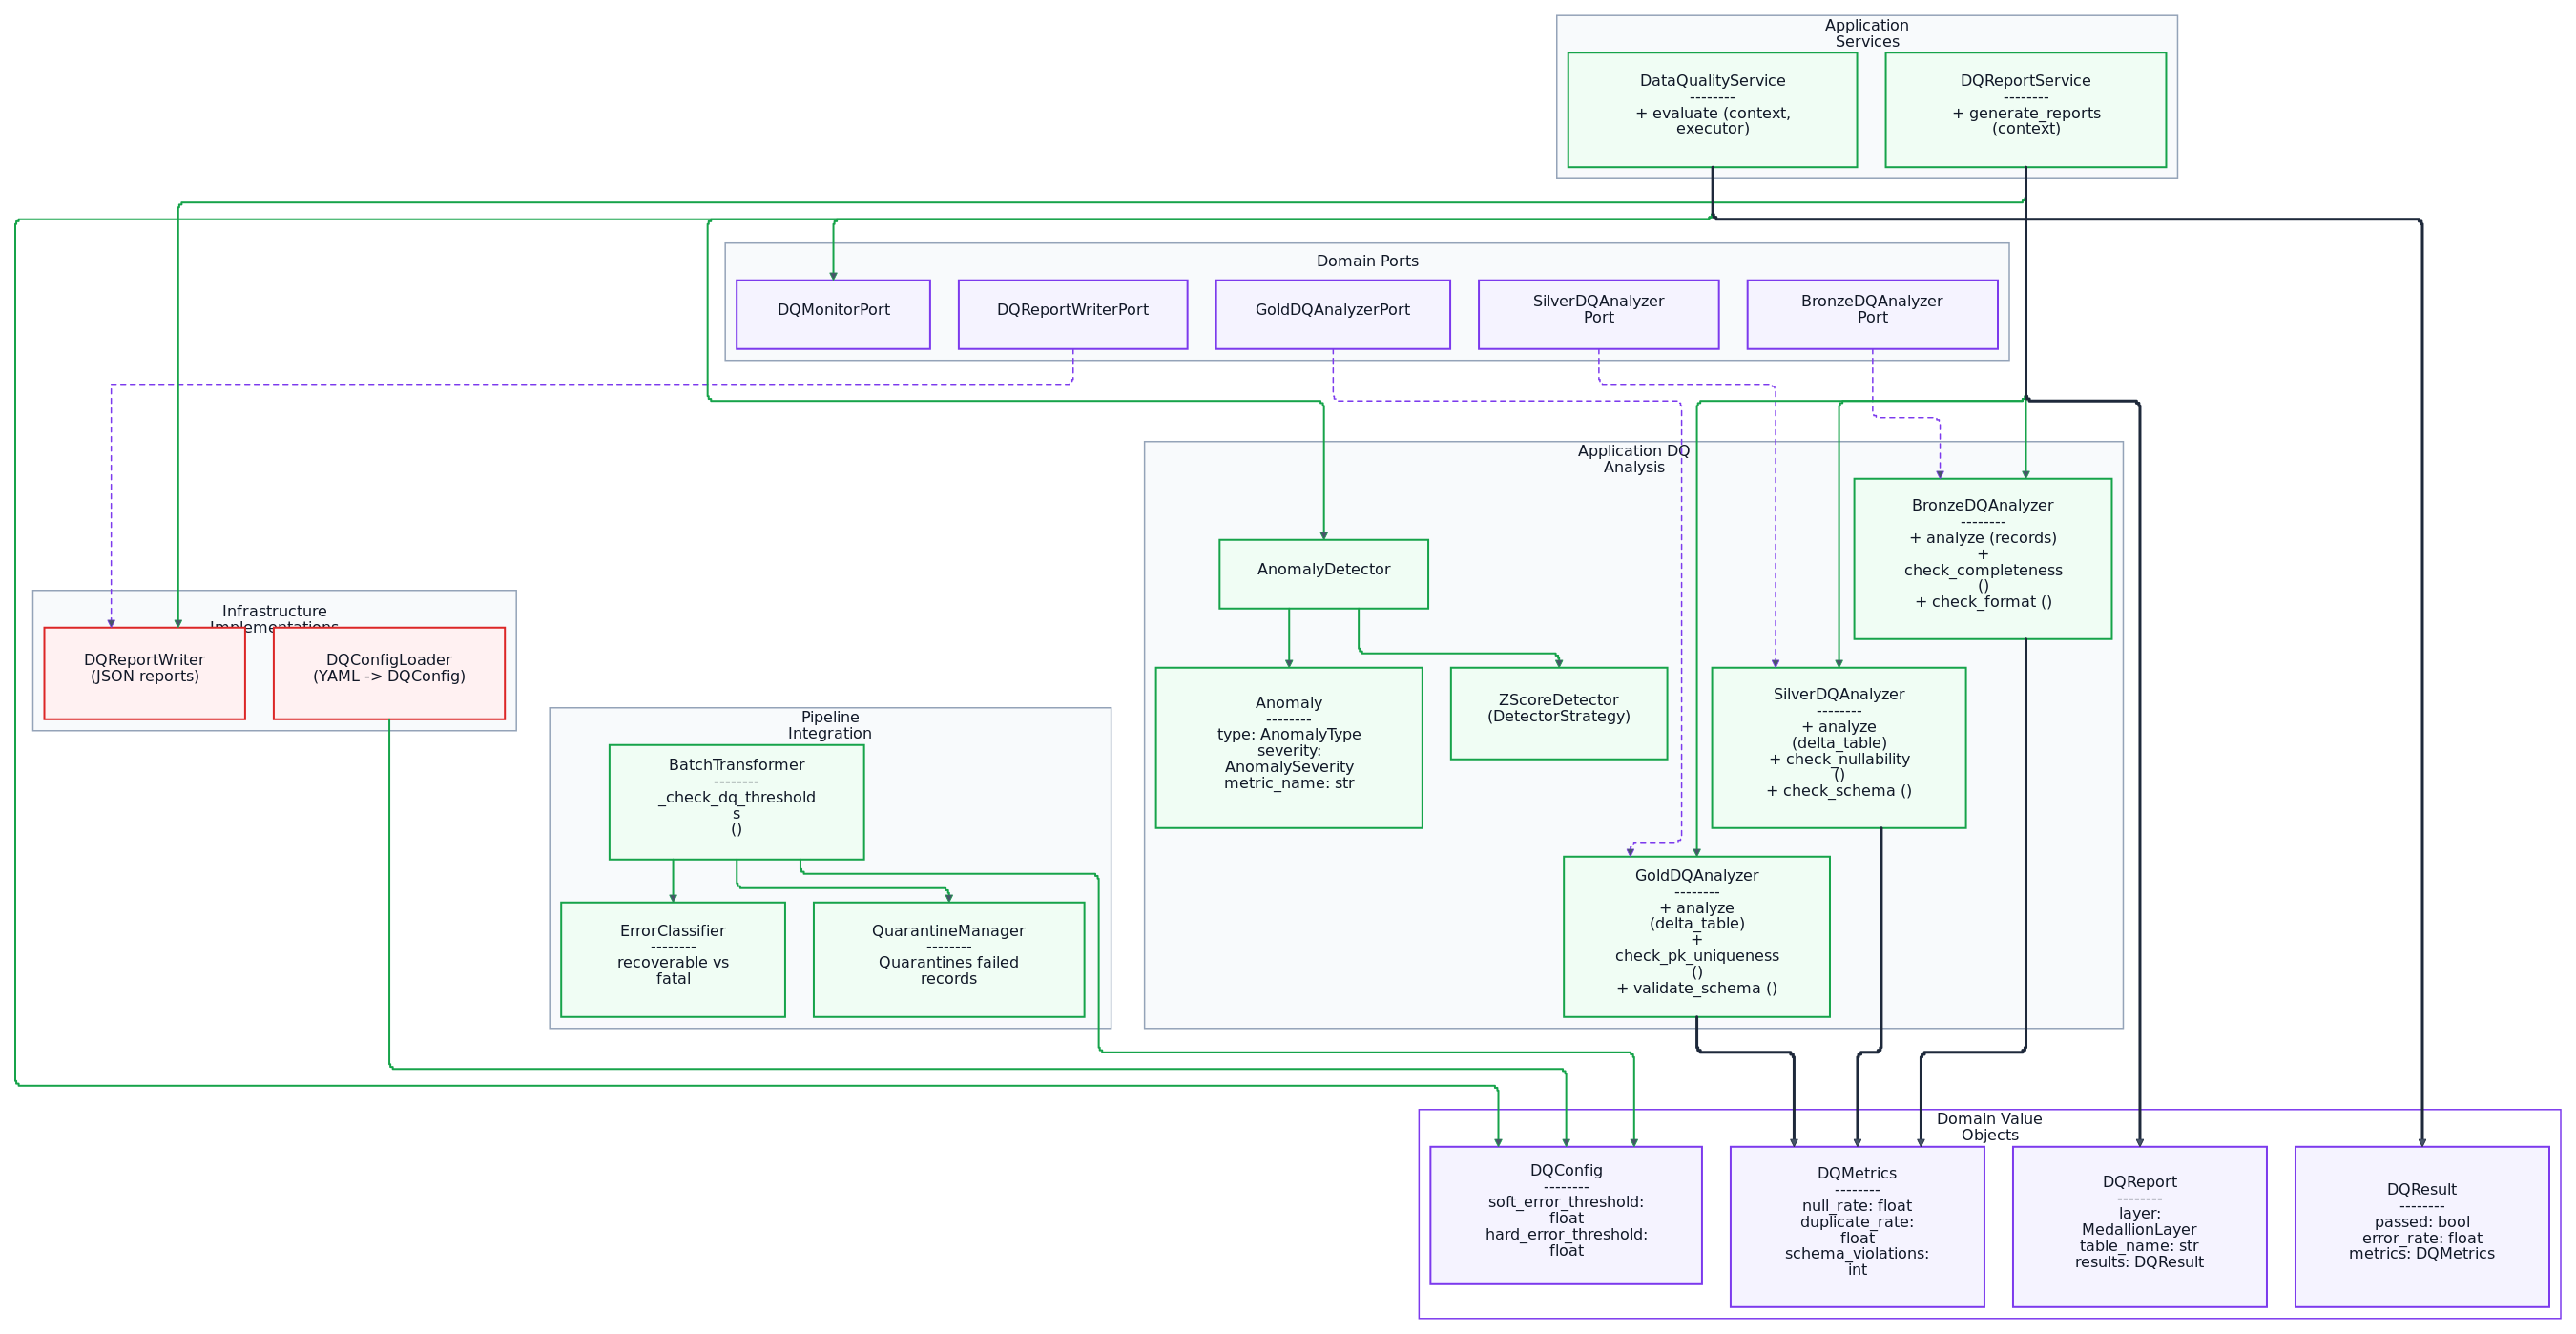 Application
Services
DataQualityService
--------
+ evaluate (context,
executor)
DQReportService
--------
+ generate_reports
(context)
Domain Ports
DQMonitorPort
DQReportWriterPort
GoldDQAnalyzerPort
SilverDQAnalyzer
Port
BronzeDQAnalyzer
Port
Application DQ
Analysis
BronzeDQAnalyzer
--------
+ analyze (records)
+
check_completeness
()
+ check_format ()
AnomalyDetector
Infrastructure
Implementations
DQReportWriter
(JSON reports)
DQConfigLoader
(YAML -> DQConfig)
Anomaly
--------
type: AnomalyType
severity:
AnomalySeverity
metric_name: str
ZScoreDetector
(DetectorStrategy)
SilverDQAnalyzer
--------
+ analyze
(delta_table)
+ check_nullability
()
+ check_schema ()
Pipeline
Integration
BatchTransformer
--------
_check_dq_threshold
s
()
ErrorClassifier
--------
recoverable vs
fatal
QuarantineManager
--------
Quarantines failed
records
GoldDQAnalyzer
--------
+ analyze
(delta_table)
+
check_pk_uniqueness
()
+ validate_schema ()
Domain Value
Objects
DQConfig
--------
soft_error_threshold:
float
hard_error_threshold:
float
DQMetrics
--------
null_rate: float
duplicate_rate:
float
schema_violations:
int
DQReport
--------
layer:
MedallionLayer
table_name: str
results: DQResult
DQResult
--------
passed: bool
error_rate: float
metrics: DQMetrics